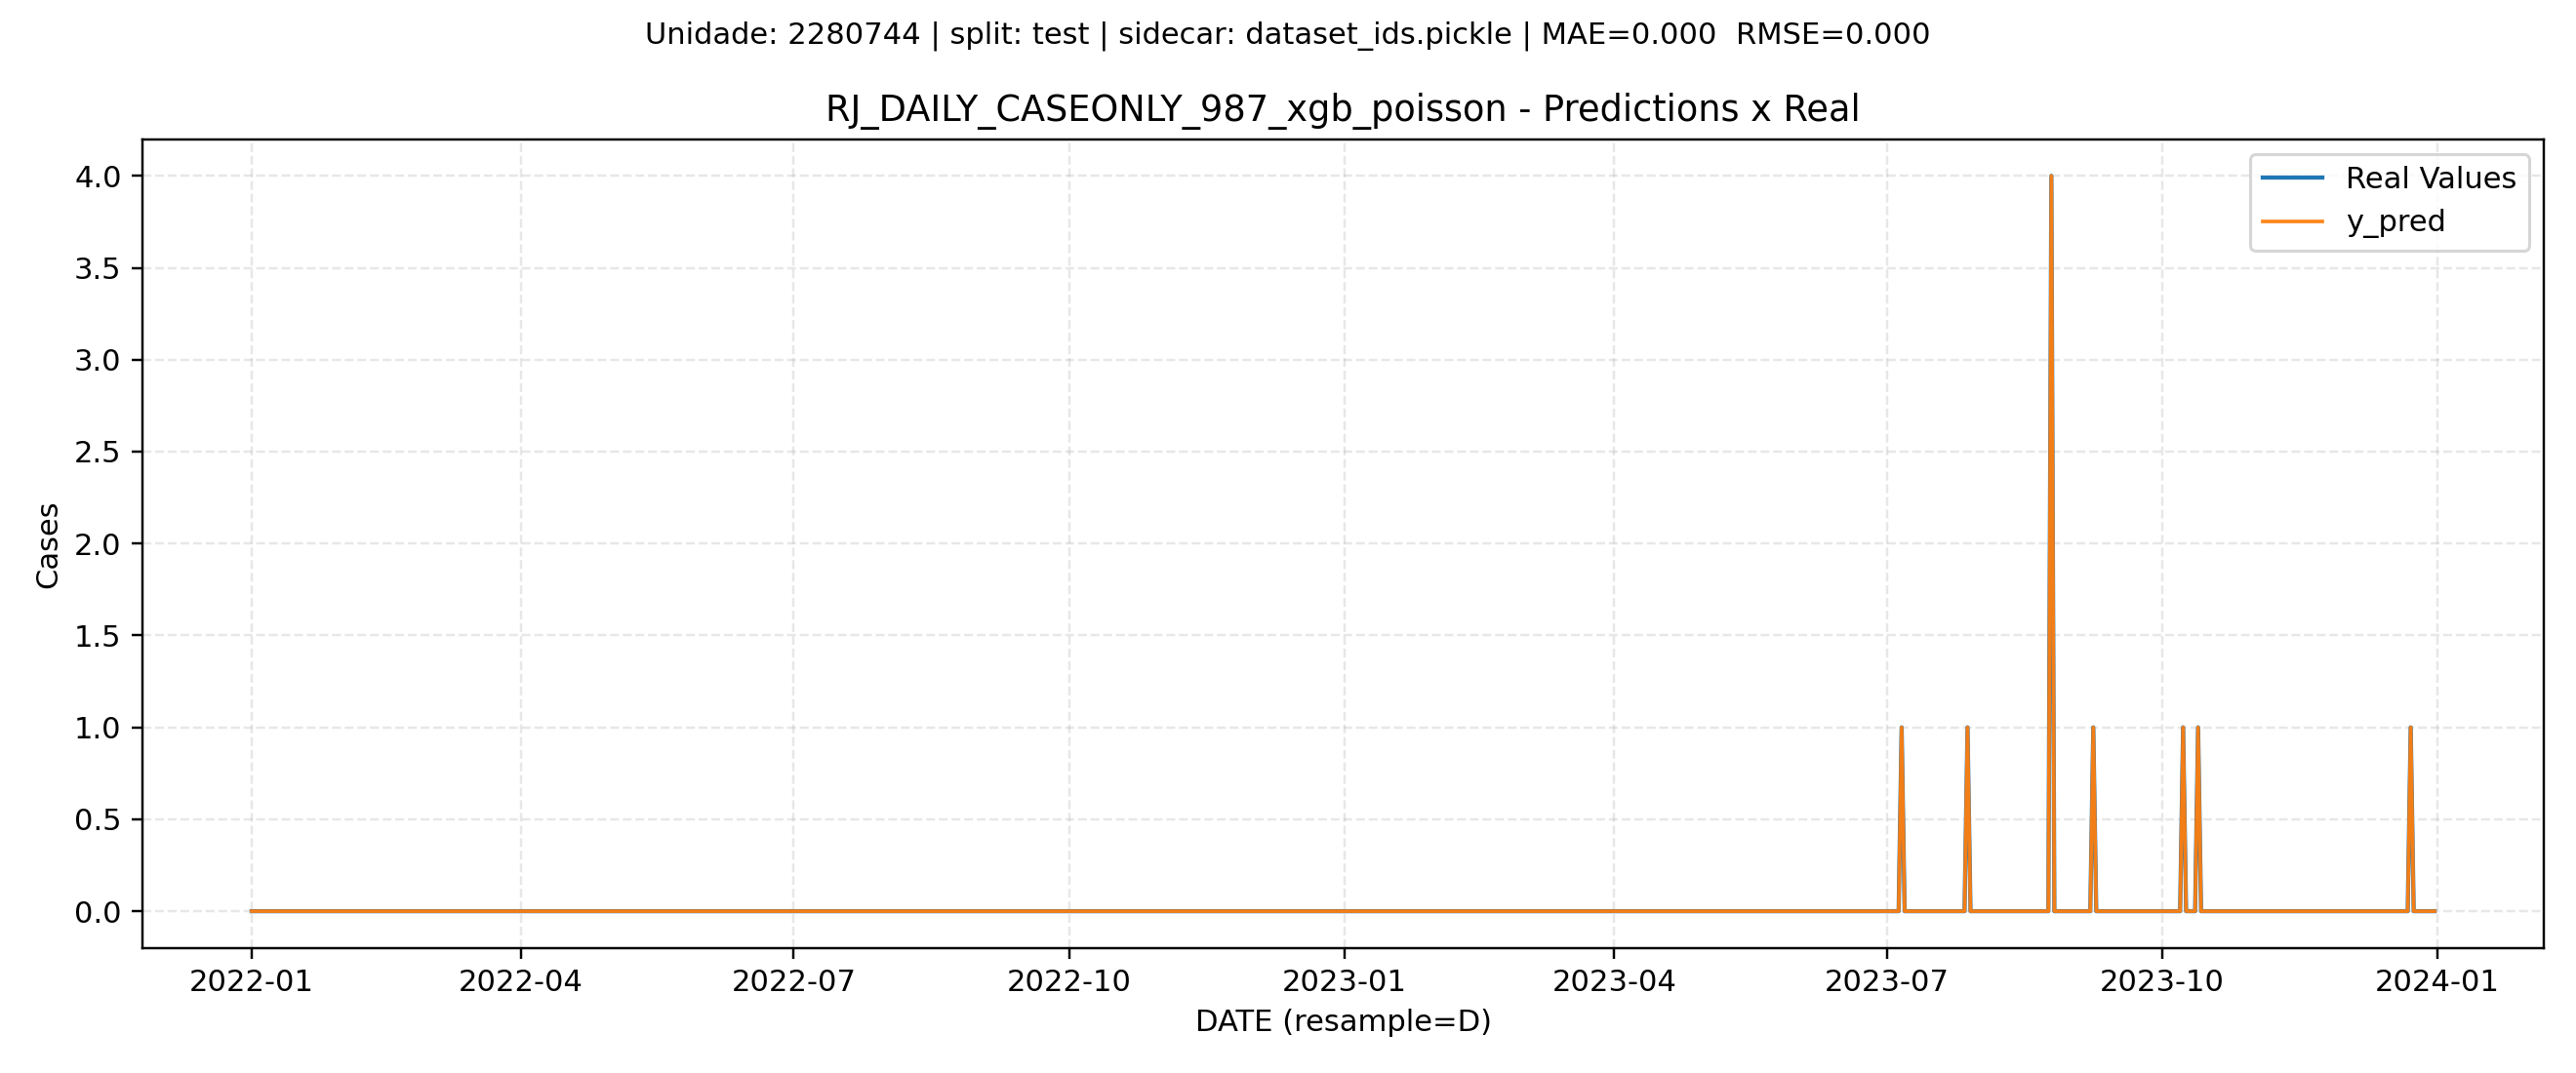 Unidade: 2280744 | split: test | sidecar: dataset_ids.pickle | MAE=0.000  RMSE=0.000
RJ_DAILY_CASEONLY_987_xgb_poisson - Predictions x Real
Real Values
y_pred
4.0
3.5
3.0
2.5
2.0
1.5
1.0
0.5
0.0
Cases
2022-01 2022-04 2022-07 2022-10 2023-01 2023-04 2023-07 2023-10 2024-01
DATE (resample=D)